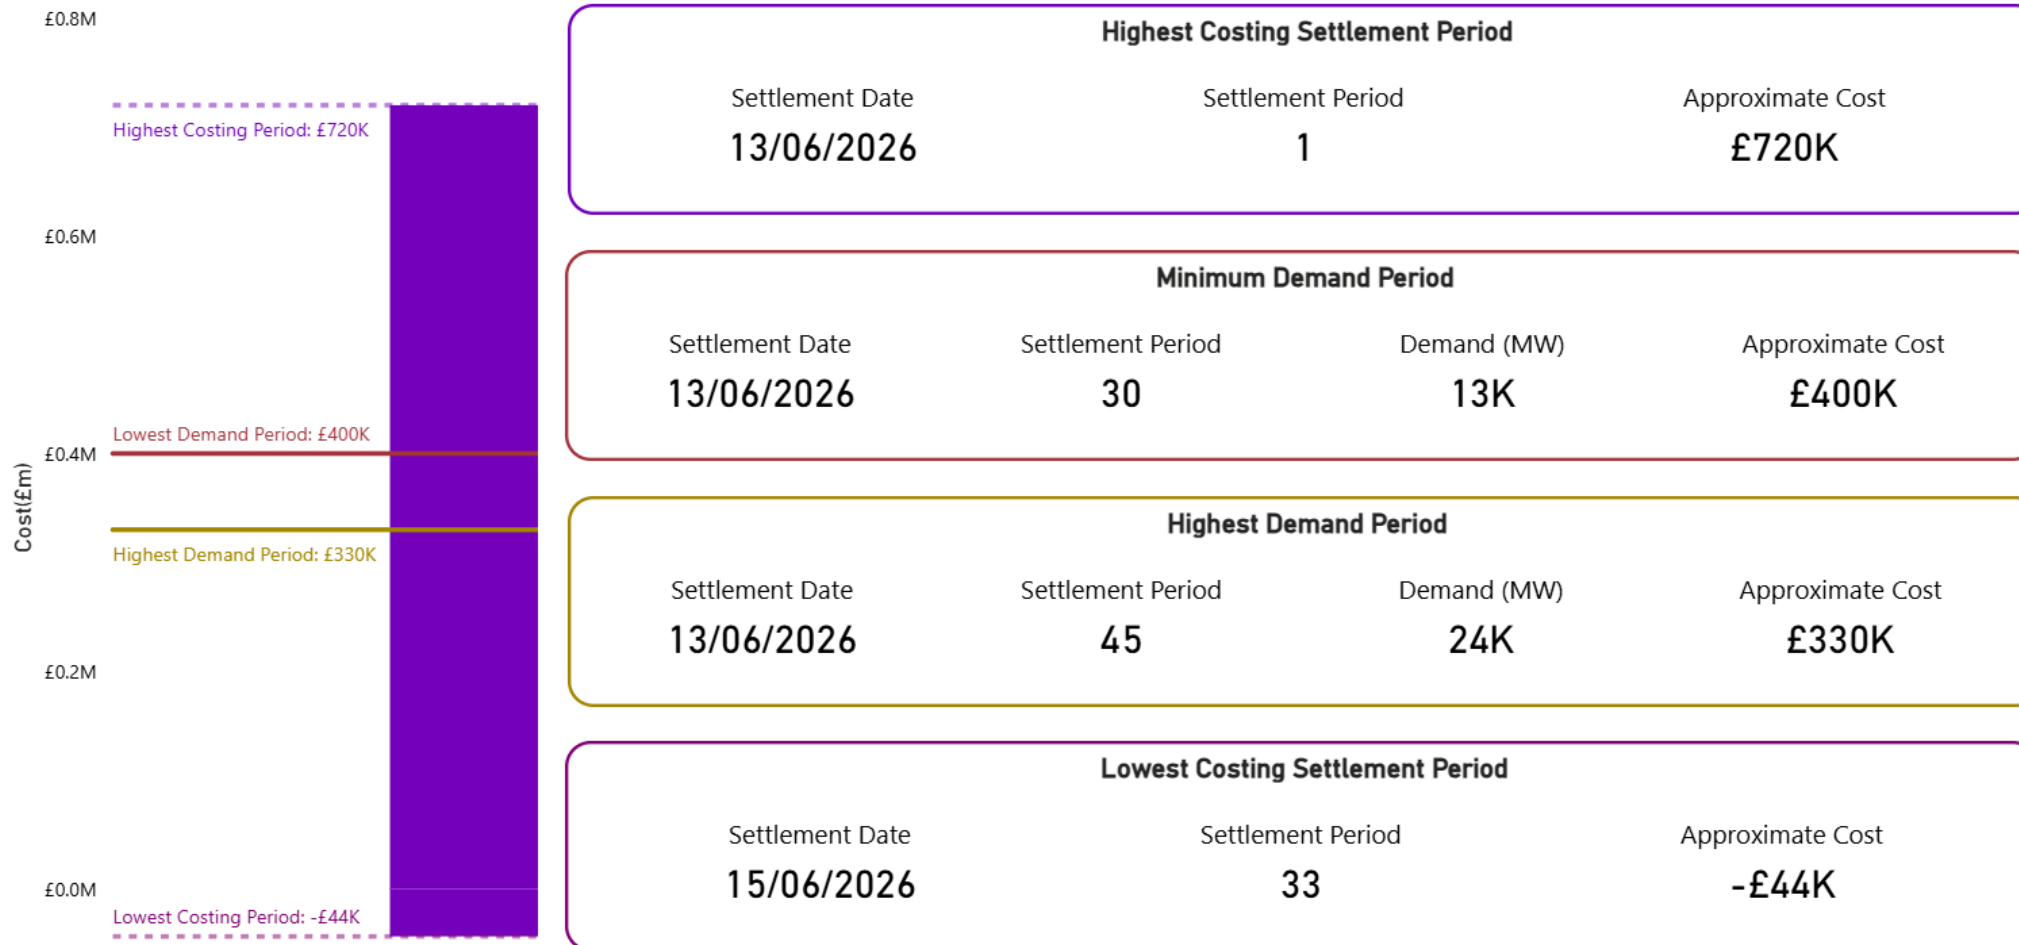 £0.8M
Highest Costing Period: £720K
£0.6M
Lowest Demand Period: £400K
£0.4M
Cost(£m)
Highest Demand Period: £330K
£0.2M
£0.0M
Lowest Costing Period: -£44K
Highest Costing Settlement Period
Settlement Date Settlement Period Approximate Cost
13/06/2026 1 £720K
Minimum Demand Period
Settlement Date Settlement Period Demand (MW) Approximate Cost
13/06/2026 30 13K £400K
Highest Demand Period
Settlement Date Settlement Period Demand (MW) Approximate Cost
13/06/2026 45 24K £330K
Lowest Costing Settlement Period
Settlement Date Settlement Period Approximate Cost
15/06/2026 33 -£44K